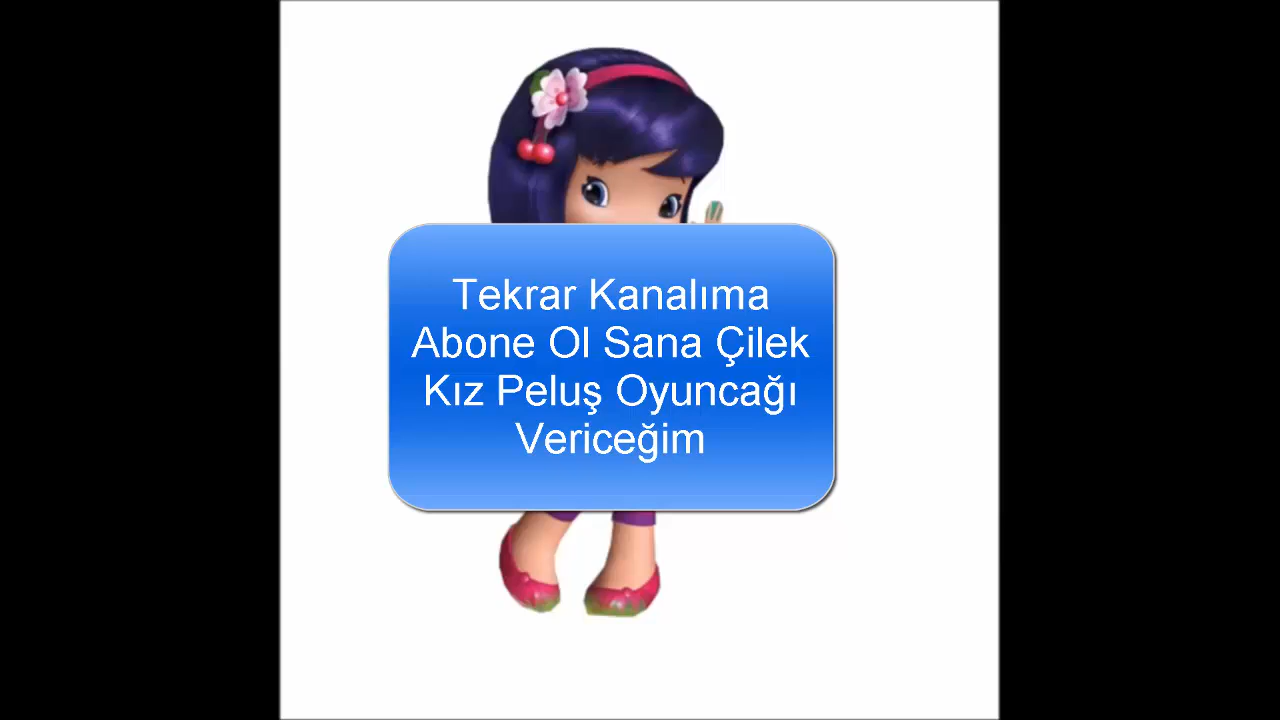 Tekrar Kanalıma
Abone Ol Sana Çilek
Kız Peluş Oyuncağı
Vericeğim